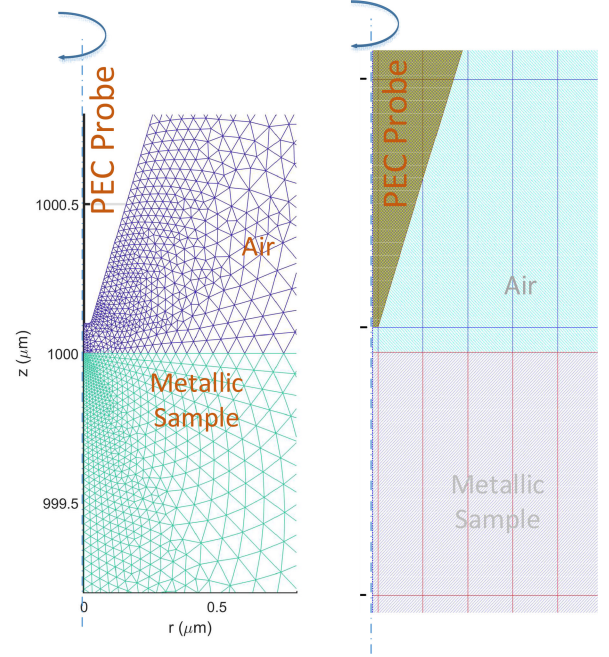 PEC Probe
1000.5
Air
1000
z (μm)
Metallic
Sample
999.5
0
0.5
r (μm)
PEC Probe
Air
Metallic
Sample